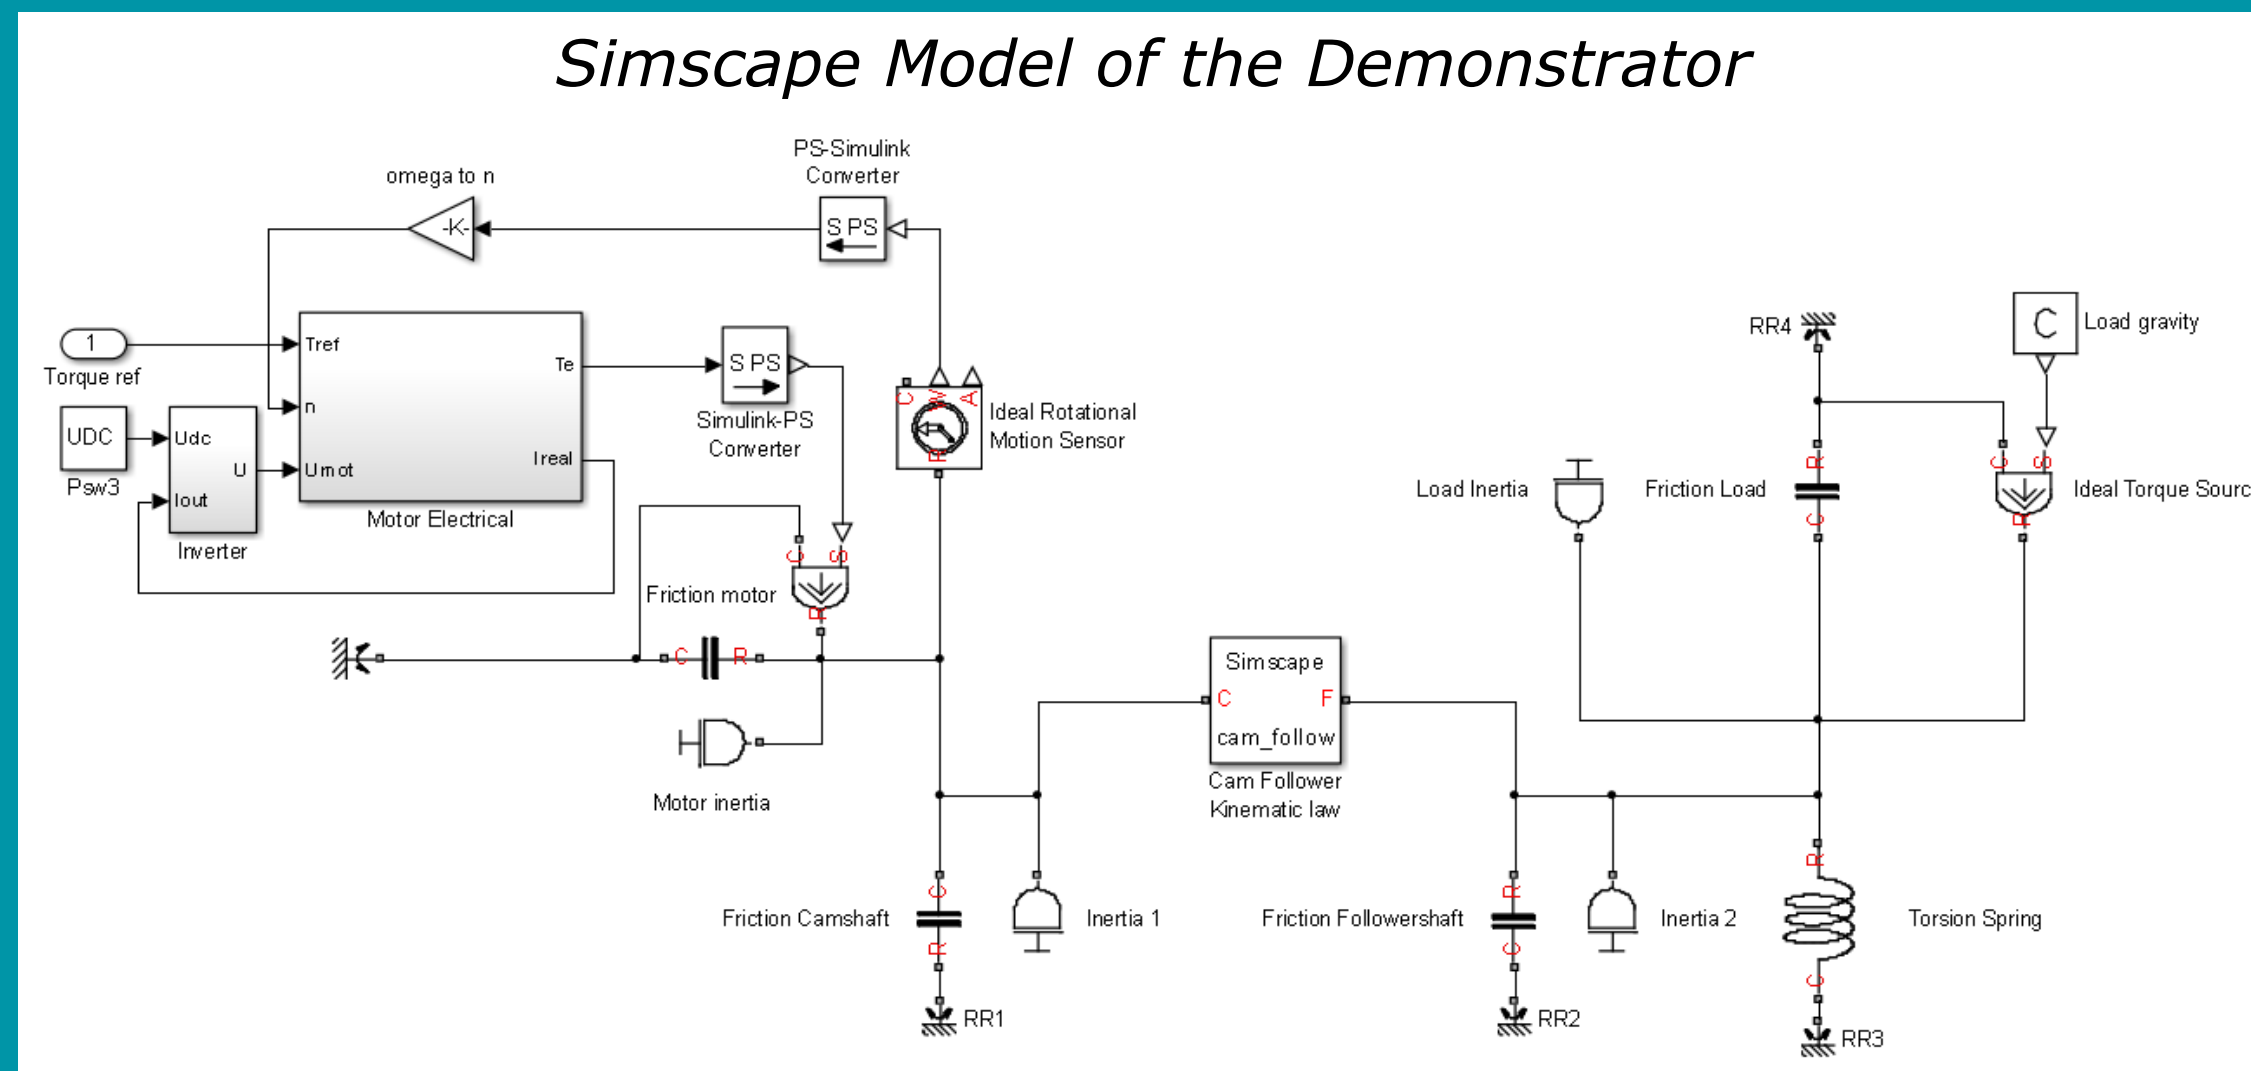 Simscape Model of the Demonstrator
PS-Simulink
Converter
omega to n
-K-
S PS
1
Torque ref
Tref
n
Umot
Te
Ireal
Motor Electrical
UDC
Psw3
Udc
Iout
U
Inverter
S PS
Simulink-PS
Converter
C
W
A
R
Ideal Rotational
Motion Sensor
C
S
R
Friction motor
C
R
Motor inertia
Simscape
C
F
cam_follow
Cam Follower
Kinematic law
RR4
C
Load gravity
Load Inertia
Friction Load
R
C
C
S
R
Ideal Torque Sourc
Friction Camshaft
C
R
Inertia 1
RR1
Friction Followershaft
R
C
Inertia 2
RR2
R
C
Torsion Spring
RR3